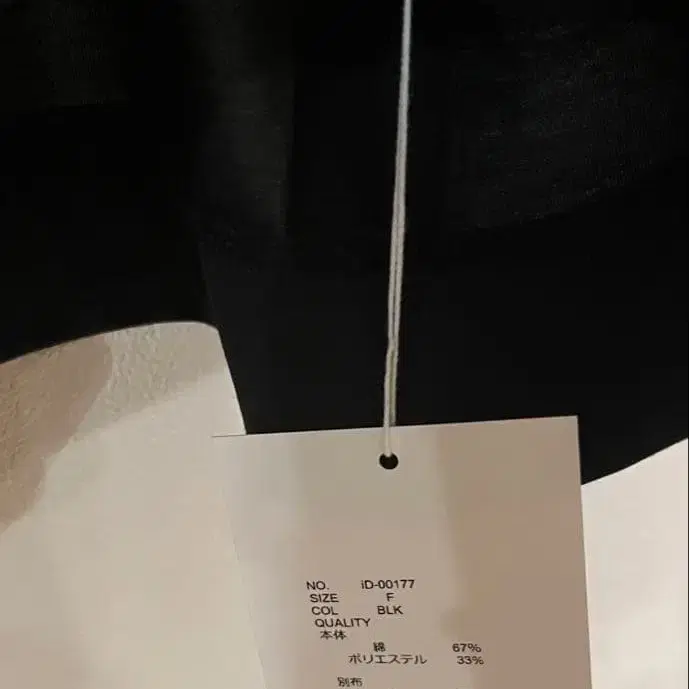 NO. iD-00177
SIZE F
COL BLK
QUALITY
本体
綿 67%
ポリエステル 33%
別布